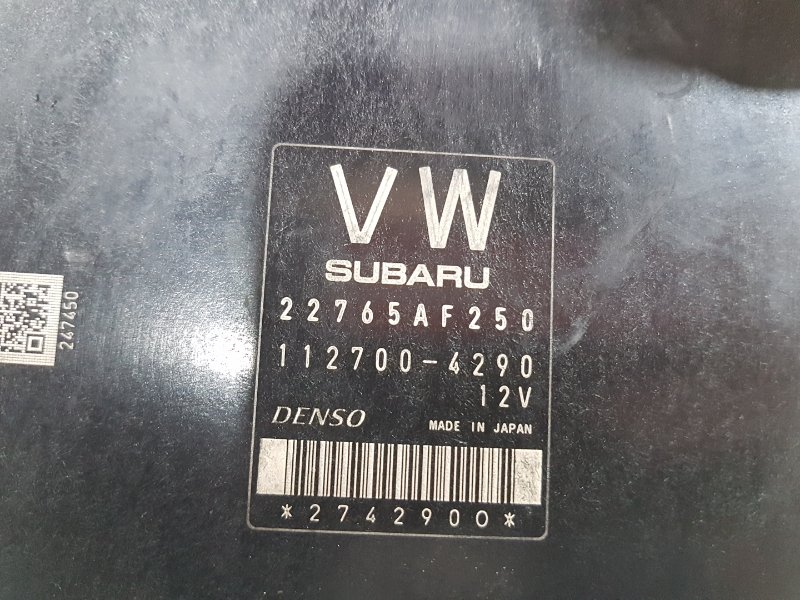 VW
SUBARU
22765AF250
112700-4290
12V
DENSO
MADE IN JAPAN
*2742900*
247450